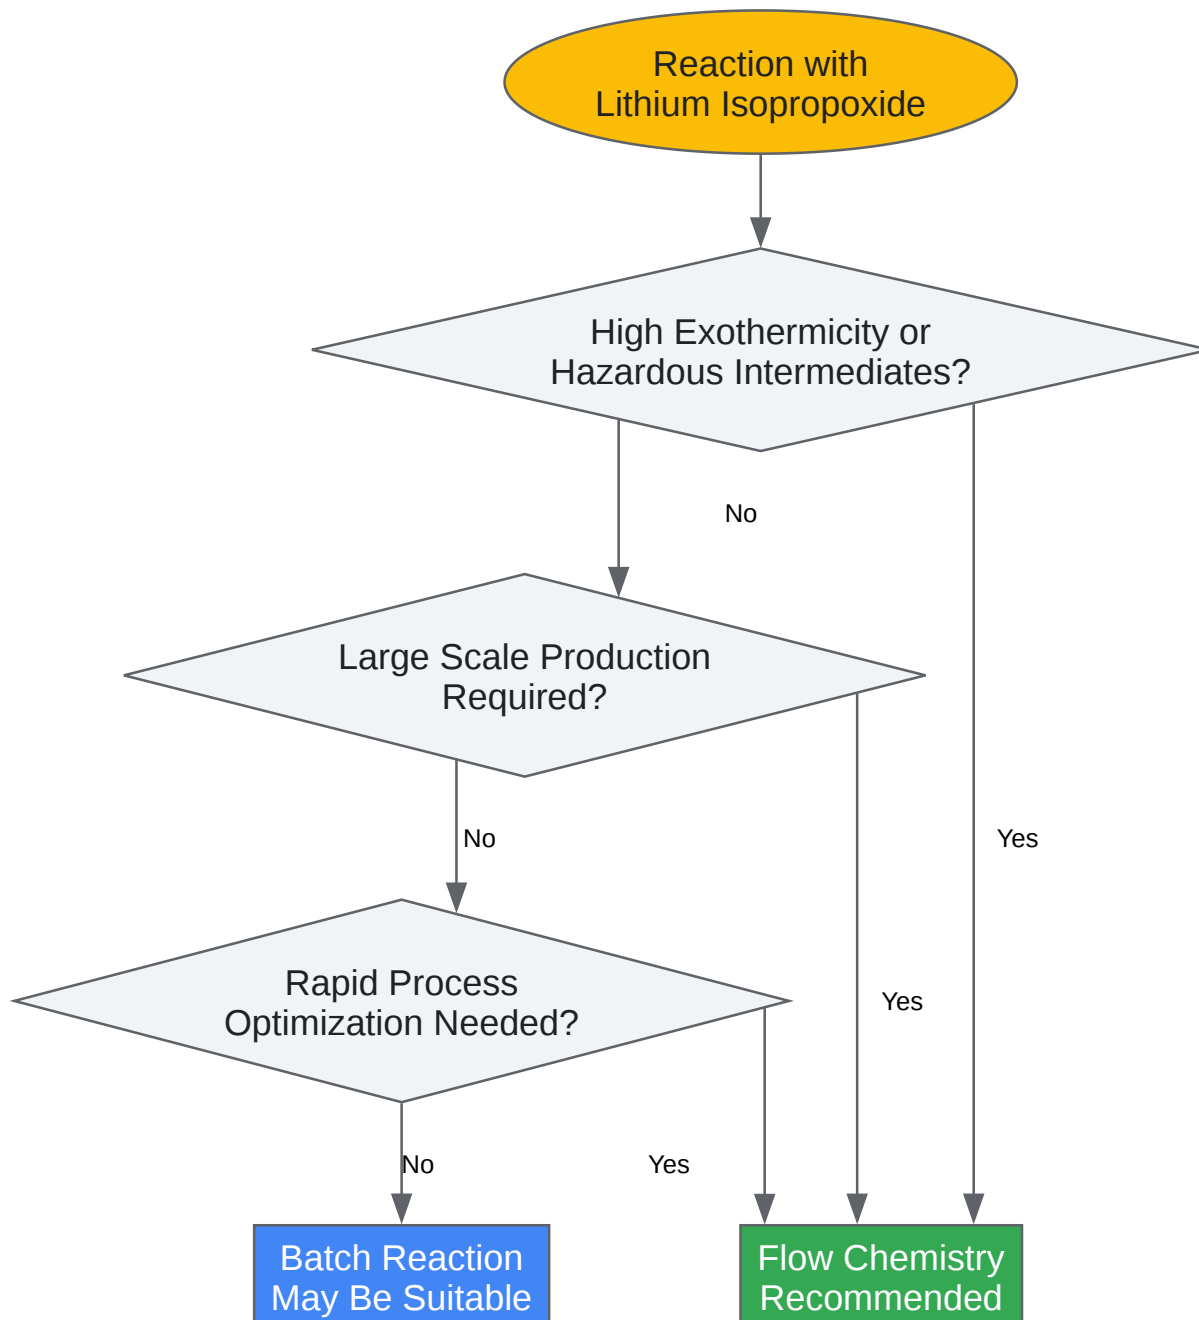 Reaction with
Lithium Isopropoxide
High Exothermicity or
Hazardous Intermediates?
No
Large Scale Production
Required?
No
Yes
Rapid Process
Optimization Needed?
Yes
No
Yes
Batch Reaction
May Be Suitable
Flow Chemistry
Recommended